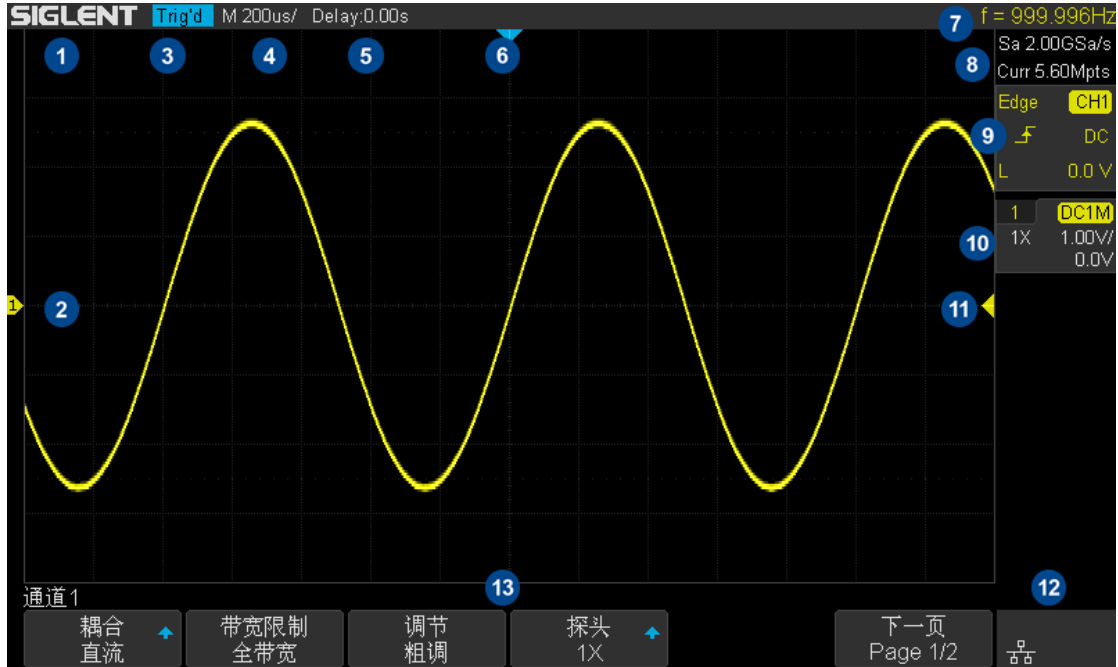 SIGLENT Trig'd M 200us/ Delay:0.00s f = 999.996Hz
Sa 2.00GSa/s
Curr 5.60Mpts
1 3 4 5 6 7 8
Edge CH1
9 DC
L 0.0 V
1 DC1M
10 1X 1.00V/
0.0V
1 2 11
通道1 13 12
耦合 带宽限制 调节 探头 下一页
直流 全带宽 粗调 1X Page 1/2